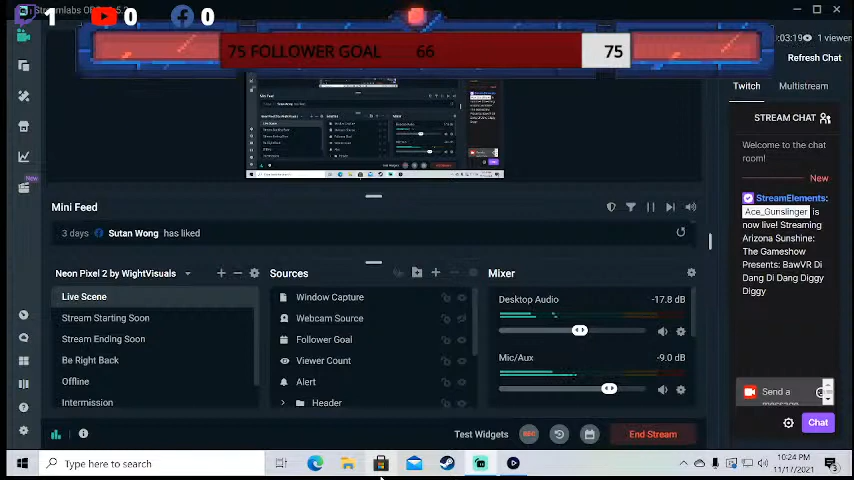 1 0 0
75 FOLLOWER GOAL 66 75
:03:19 1 viewer
Refresh Chat
Twitch Multistream
STREAM CHAT
Welcome to the chat room!
New
StreamElements:
Ace_Gunslinger is
now live! Streaming
Arizona Sunshine:
The Gameshow
Presents: BawVR Di
Dang Di Dang Diggy
Diggy
New
Mini Feed
3 days Sutan Wong has liked
Neon Pixel 2 by WightVisuals
Live Scene
Stream Starting Soon
Stream Ending Soon
Be Right Back
Offline
Intermission
Sources
Window Capture
Webcam Source
Follower Goal
Viewer Count
Alert
Header
Mixer
Desktop Audio -17.8 dB
Mic/Aux -9.0 dB
Send a
message
Chat
Test Widgets REC End Stream
Type here to search
10:24 PM
11/17/2021
3